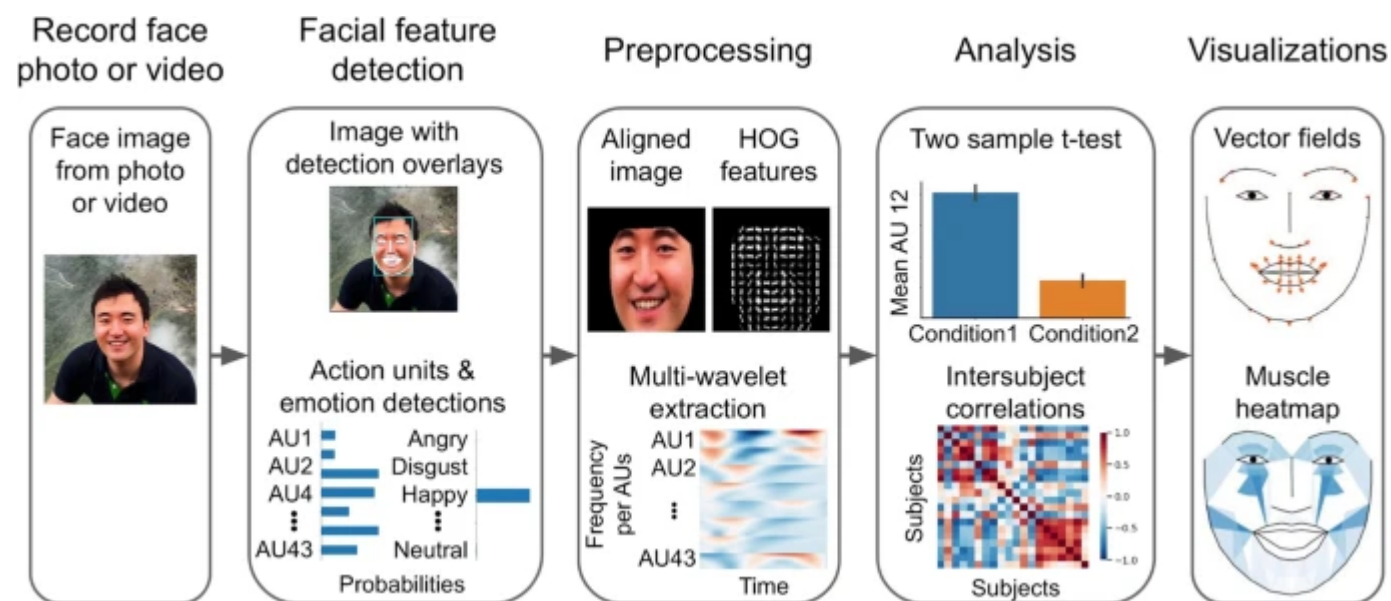 Record face
photo or video
Facial feature
detection
Preprocessing
Analysis
Visualizations
Face image
from photo
or video
Image with
detection overlays
Action units &
emotion detections
AU1
AU2
AU4
AU43
Angry
Disgust
Happy
Neutral
Probabilities
Aligned
image
HOG
features
Multi-wavelet
extraction
Frequency
per AUs
AU1
AU2
AU43
Time
Two sample t-test
Mean AU 12
Condition1
Condition2
Intersubject
correlations
Subjects
1.0
0.5
0.0
−0.5
−1.0
Subjects
Vector fields
Muscle
heatmap